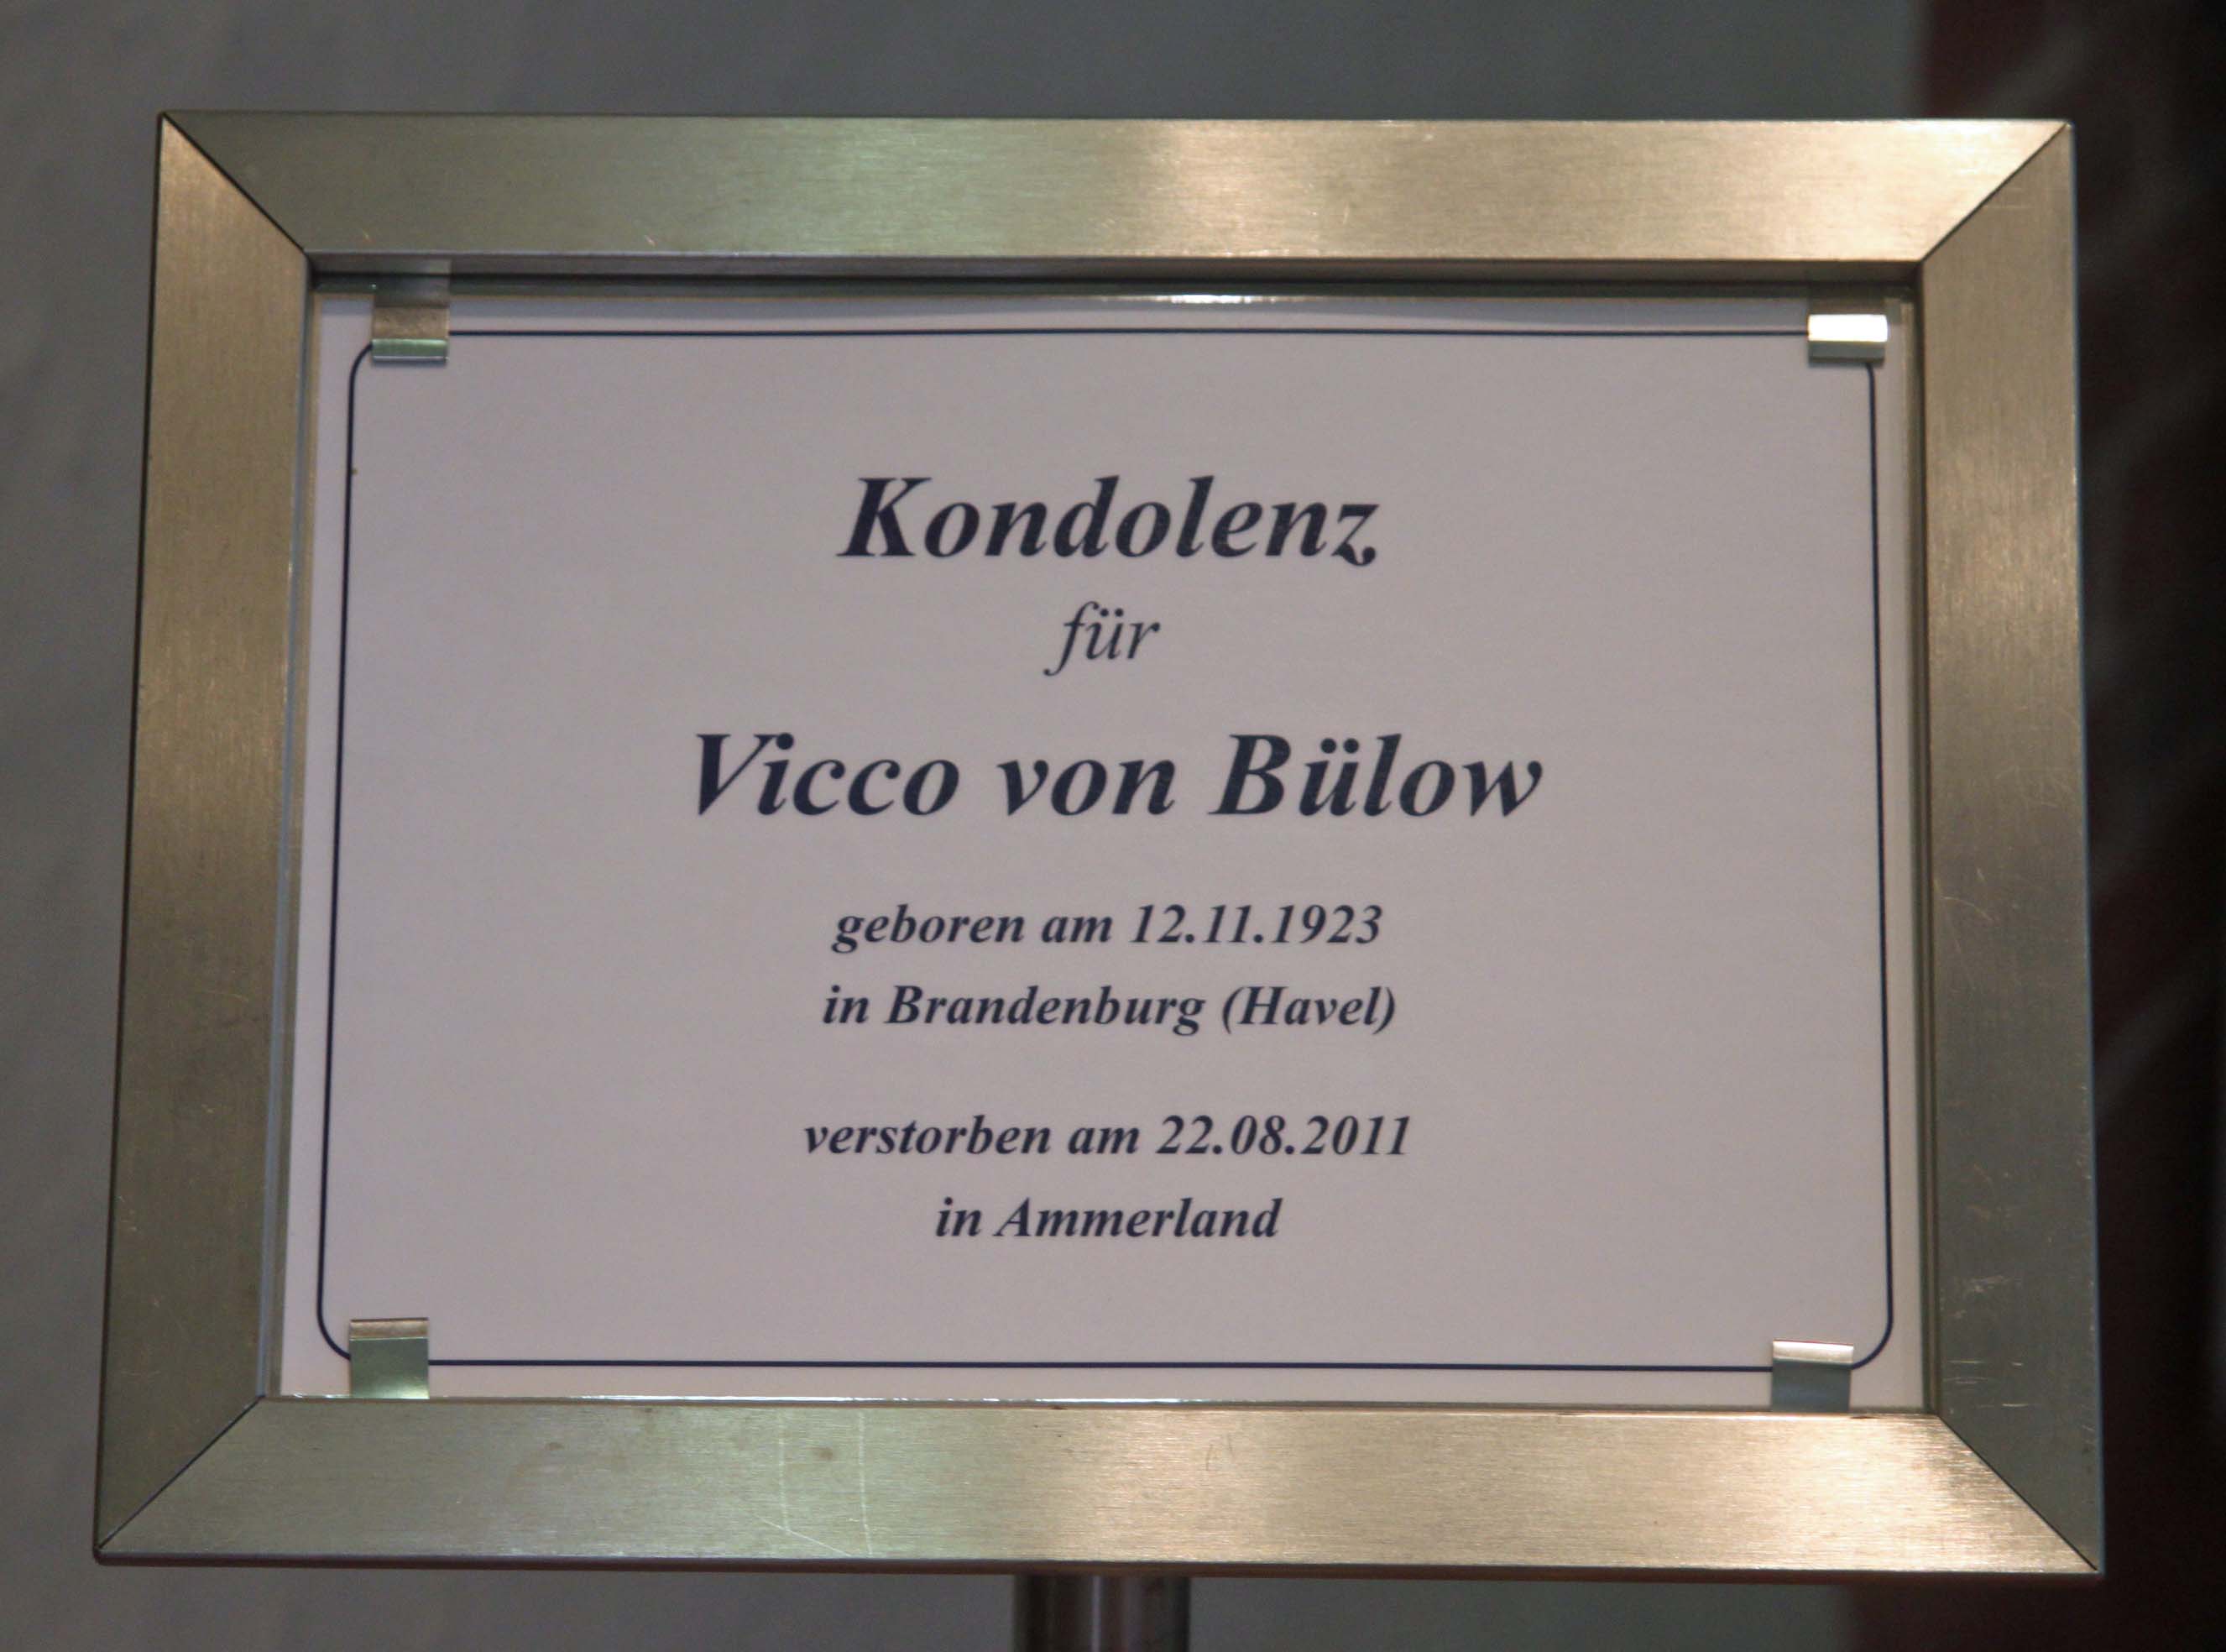 Kondolenz
für
Vicco von Bülow
geboren am 12.11.1923
in Brandenburg (Havel)
verstorben am 22.08.2011
in Ammerland